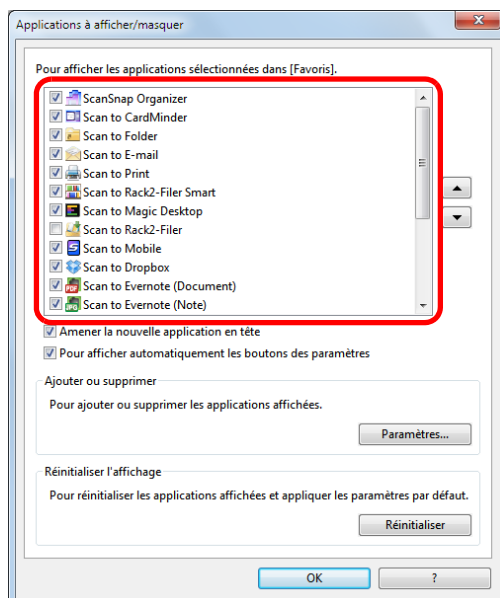 Applications à afficher/masquer
Pour afficher les applications sélectionnées dans [Favoris].
ScanSnap Organizer
Scan to CardMinder
Scan to Folder
Scan to E-mail
Scan to Print
Scan to Rack2-Filer Smart
Scan to Magic Desktop
Scan to Rack2-Filer
Scan to Mobile
Scan to Dropbox
Scan to Evernote (Document)
Scan to Evernote (Note)
Amener la nouvelle application en tête
Pour afficher automatiquement les boutons des paramètres
Ajouter ou supprimer
Pour ajouter ou supprimer les applications affichées.
Paramètres...
Réinitialiser l'affichage
Pour réinitialiser les applications affichées et appliquer les paramètres par défaut.
Réinitialiser
OK
?